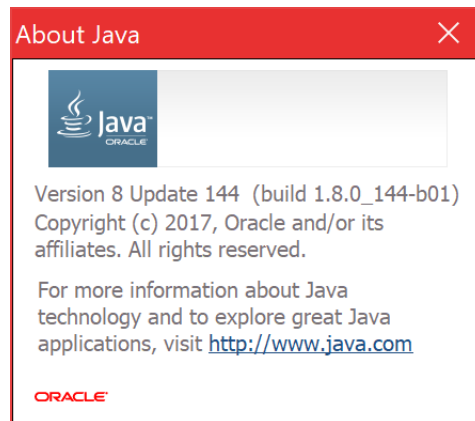 About Java
Java™
ORACLE
Version 8 Update 144 (build 1.8.0_144-b01)
Copyright (c) 2017, Oracle and/or its
affiliates. All rights reserved.
For more information about Java
technology and to explore great Java
applications, visit http://www.java.com
ORACLE